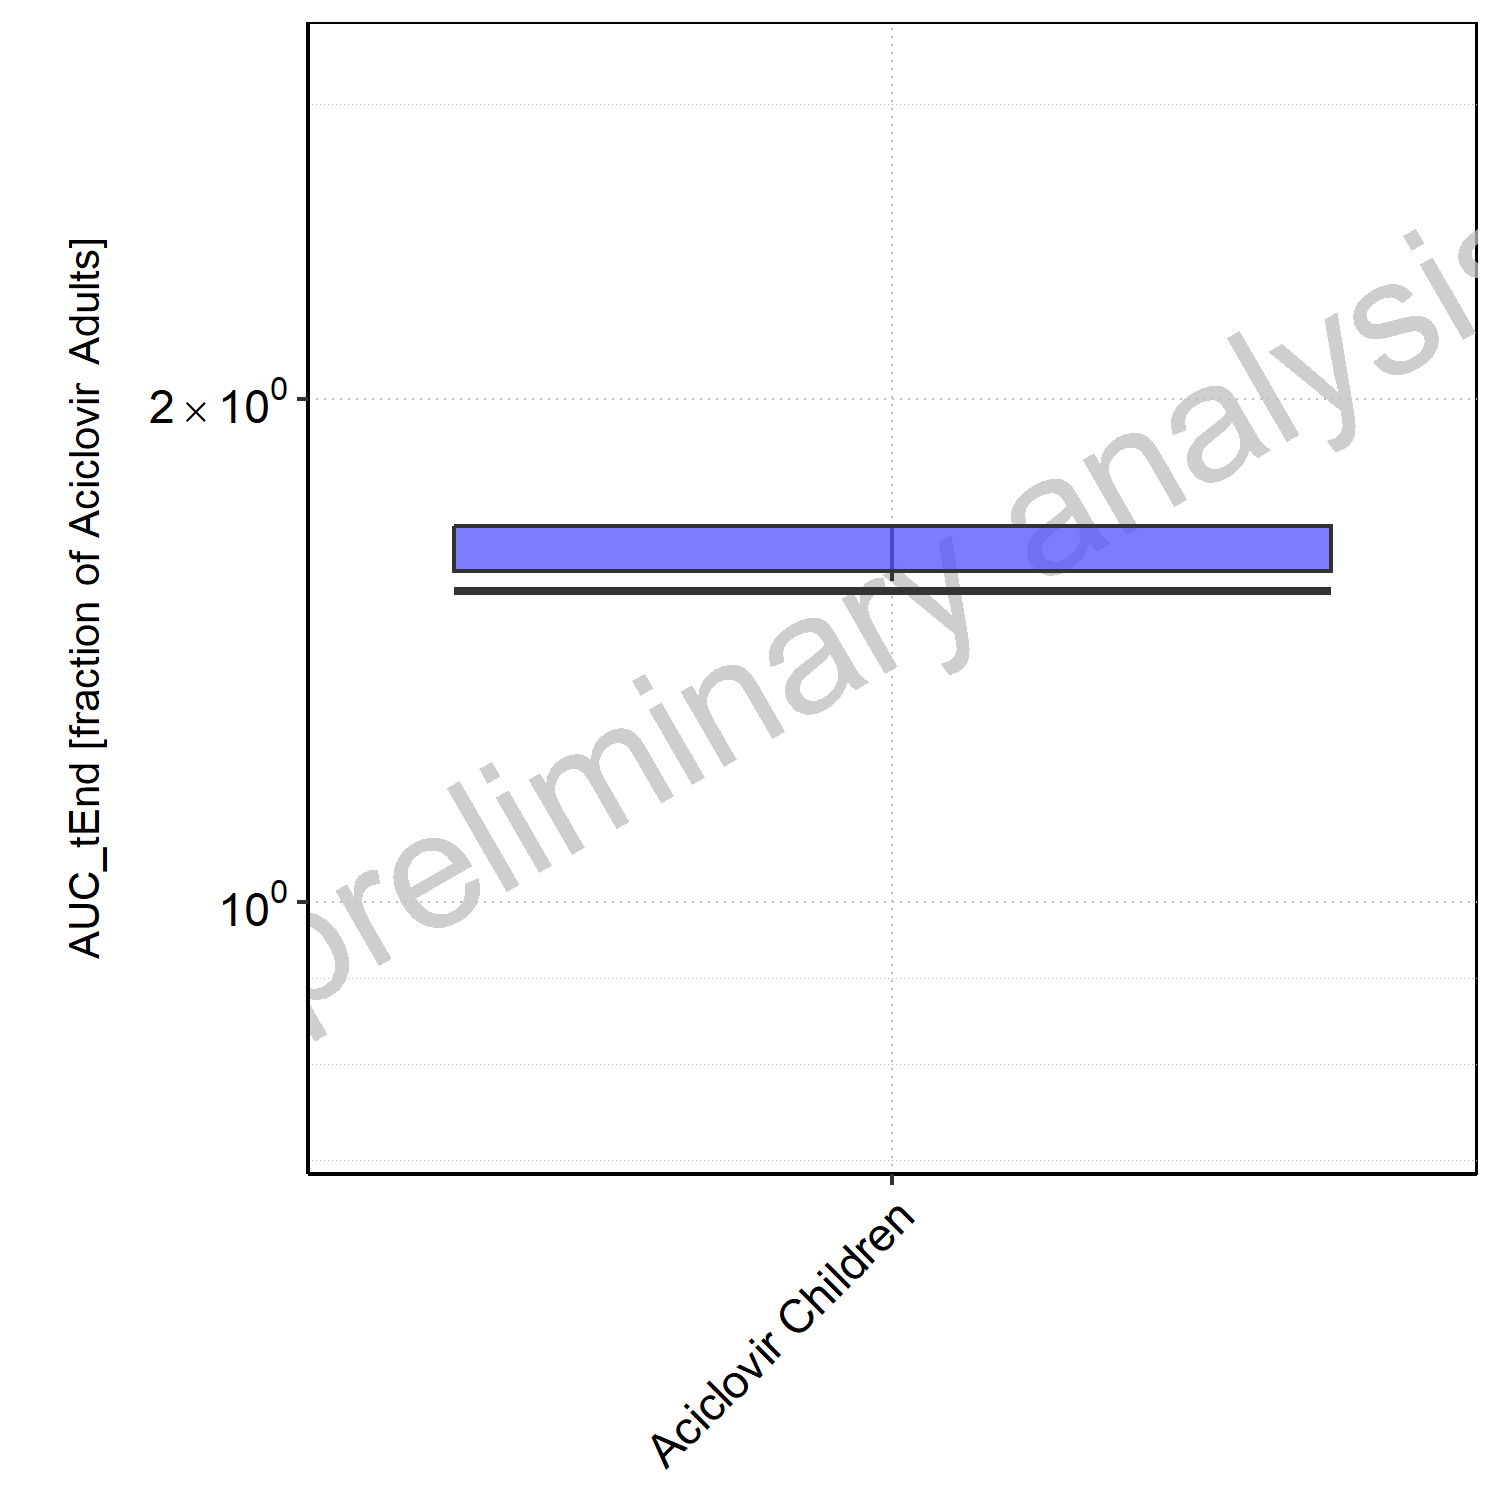 AUC_tEnd [fraction of Aciclovir Adults]
2 × 10⁰
10⁰
preliminary analysis
Aciclovir Children